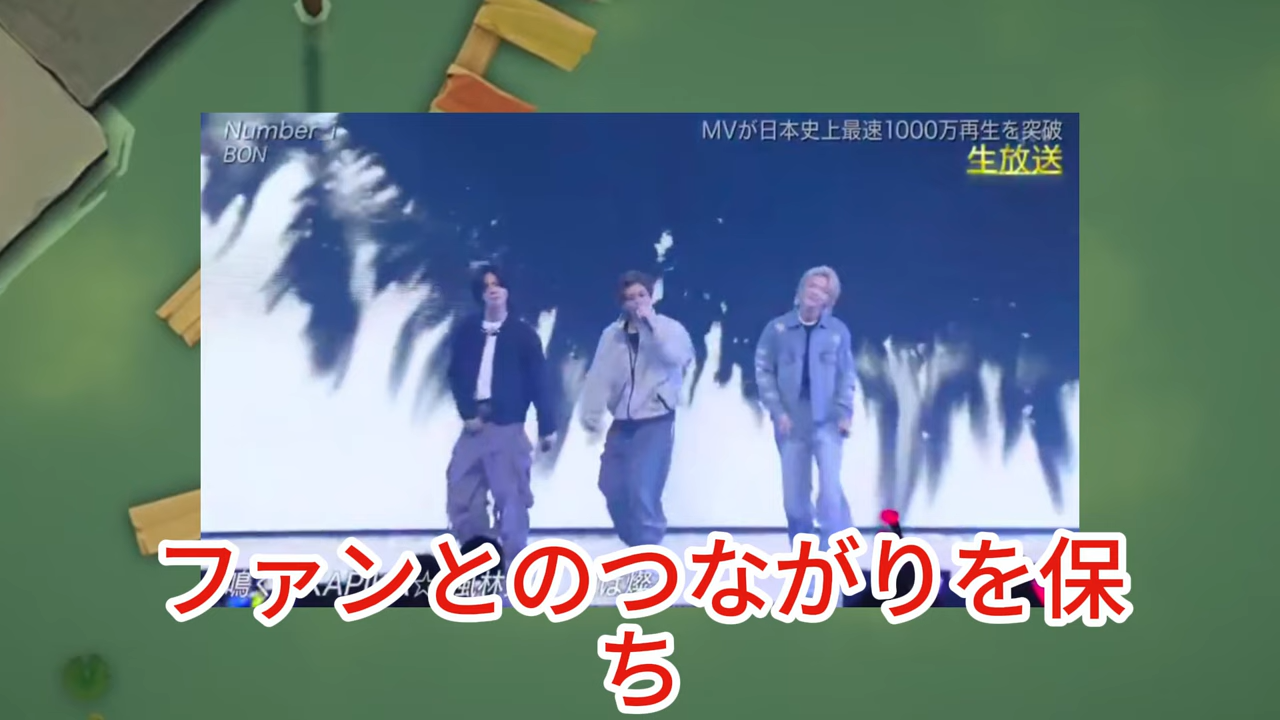 Number_i
BON
MVが日本史上最速1000万再生を突破
生放送
ファンとのつながりを保
ち